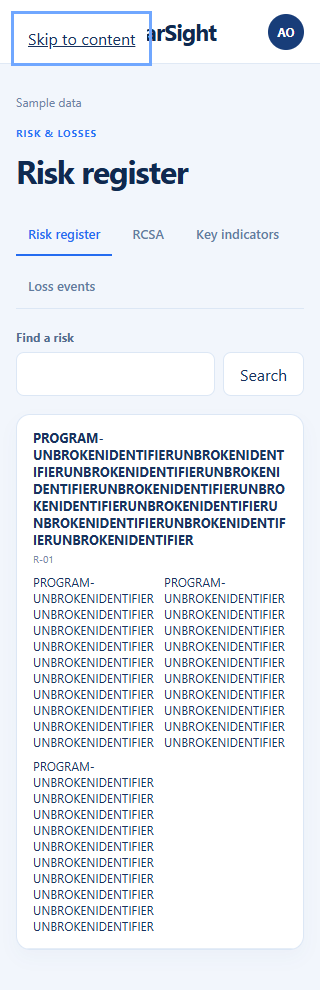 Skip to content
arSight
AO
Sample data
RISK & LOSSES
Risk register
Risk register
RCSA
Key indicators
Loss events
Find a risk
Search
PROGRAM-
UNBROKENIDENTIFIERUNBROKENIDENT
IFIERUNBROKENIDENTIFIERUNBROKENI
DENTIFIERUNBROKENIDENTIFIERUNBRO
KENIDENTIFIERUNBROKENIDENTIFIERU
NBROKENIDENTIFIERUNBROKENIDENTIF
IERUNBROKENIDENTIFIER
R-01
PROGRAM-
UNBROKENIDENTIFIER
UNBROKENIDENTIFIER
UNBROKENIDENTIFIER
UNBROKENIDENTIFIER
UNBROKENIDENTIFIER
UNBROKENIDENTIFIER
UNBROKENIDENTIFIER
UNBROKENIDENTIFIER
UNBROKENIDENTIFIER
UNBROKENIDENTIFIER
PROGRAM-
UNBROKENIDENTIFIER
UNBROKENIDENTIFIER
UNBROKENIDENTIFIER
UNBROKENIDENTIFIER
UNBROKENIDENTIFIER
UNBROKENIDENTIFIER
UNBROKENIDENTIFIER
UNBROKENIDENTIFIER
UNBROKENIDENTIFIER
UNBROKENIDENTIFIER
PROGRAM-
UNBROKENIDENTIFIER
UNBROKENIDENTIFIER
UNBROKENIDENTIFIER
UNBROKENIDENTIFIER
UNBROKENIDENTIFIER
UNBROKENIDENTIFIER
UNBROKENIDENTIFIER
UNBROKENIDENTIFIER
UNBROKENIDENTIFIER
UNBROKENIDENTIFIER